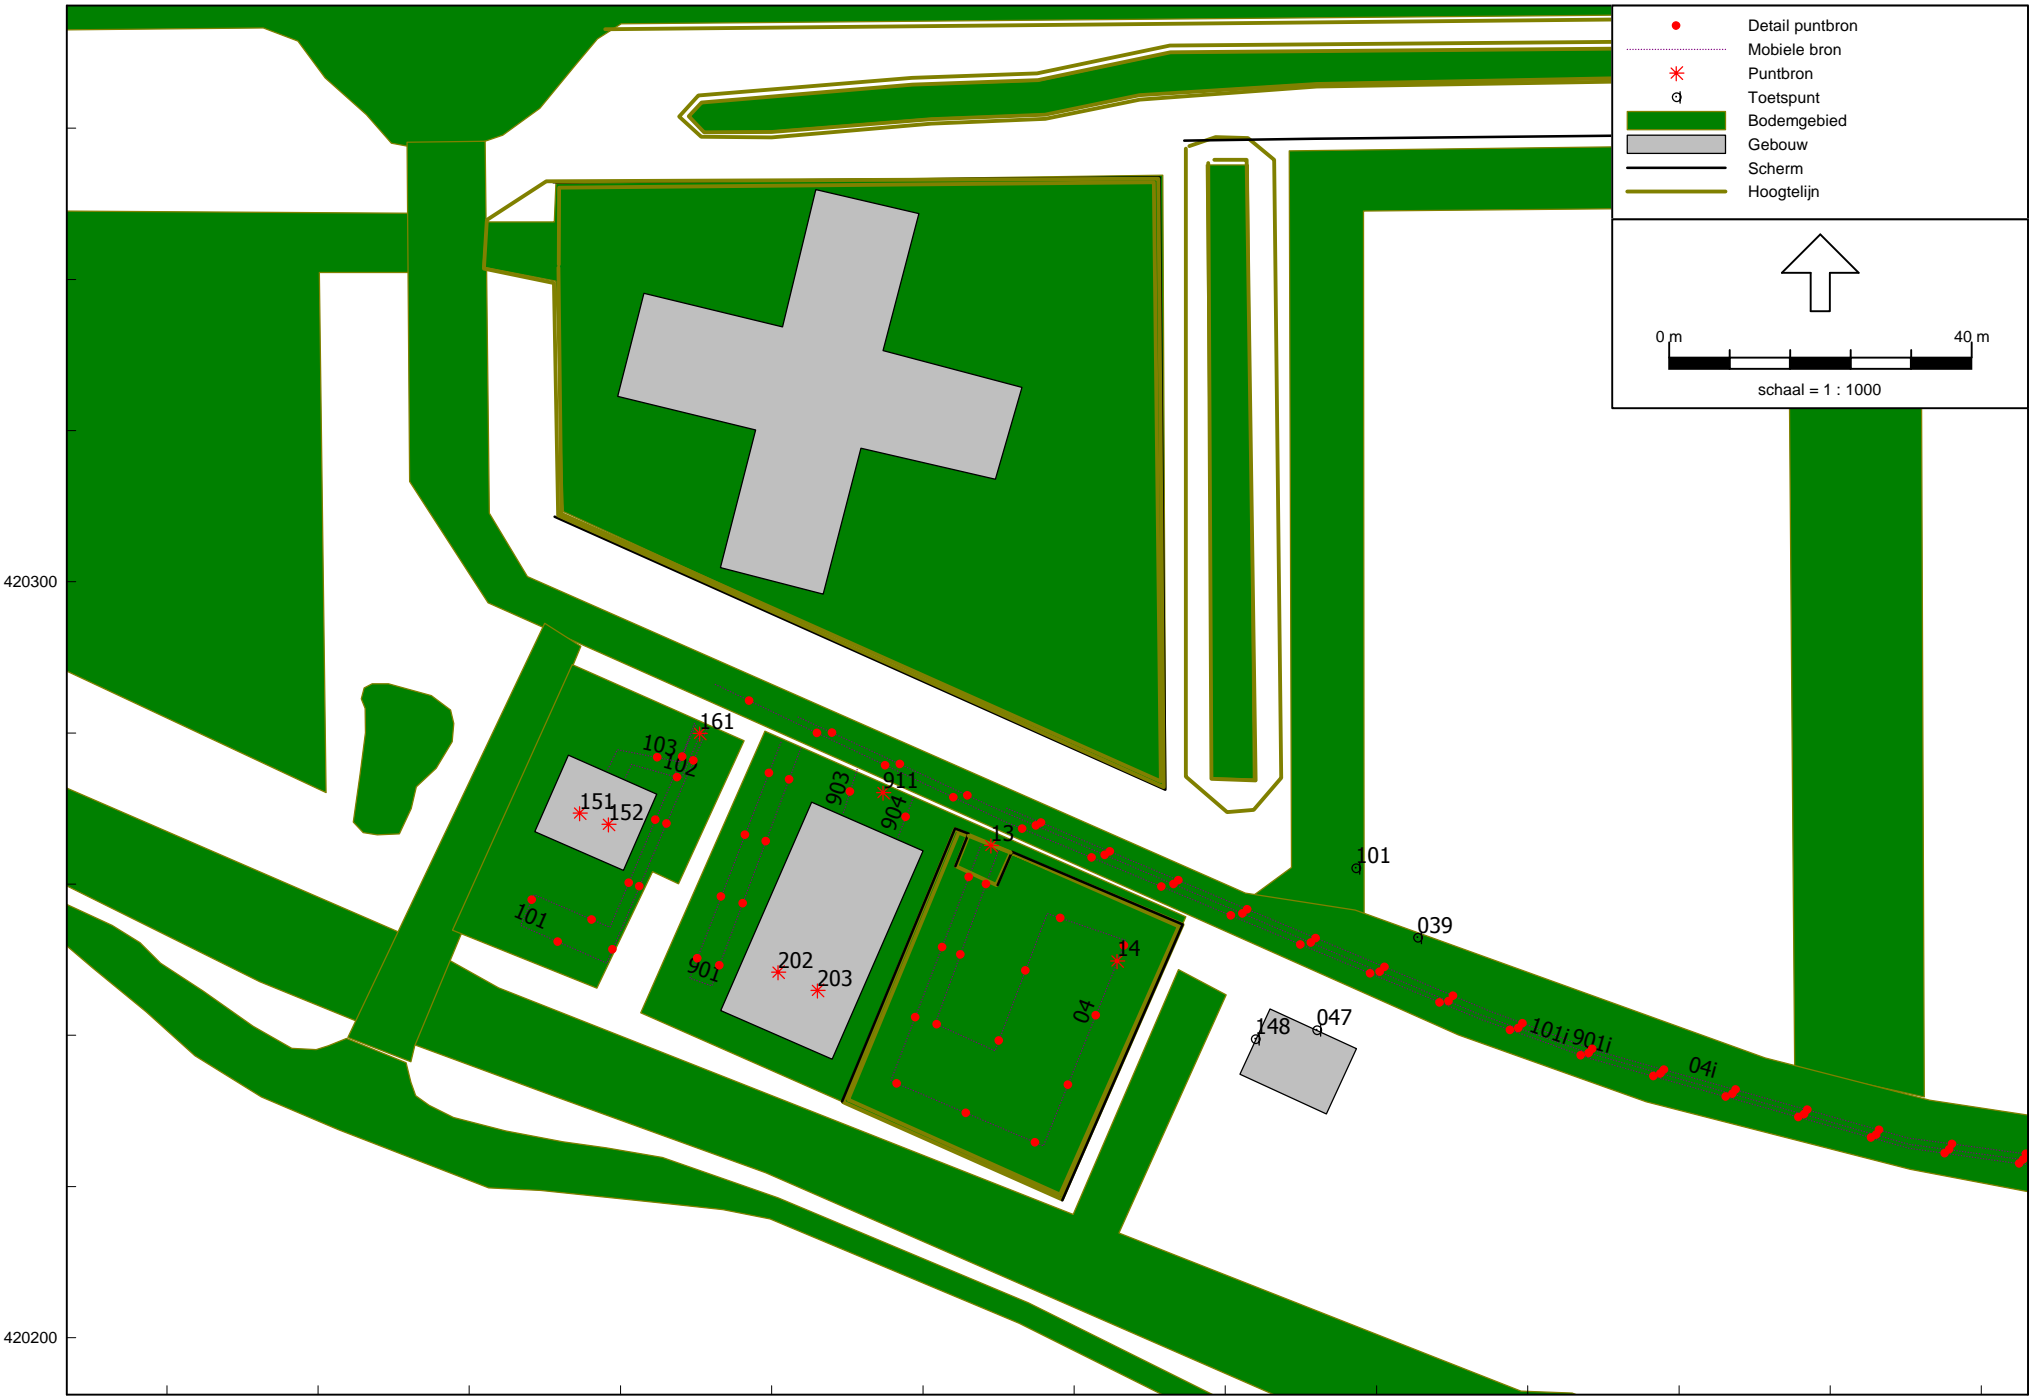 Detail puntbron
Mobiele bron
Puntbron
Toetspunt
Bodemgebied
Gebouw
Scherm
Hoogtelijn
0 m 40 m
schaal = 1 : 1000
420300
161
103
102
151
152
101
903
911
904
13
901
202
203
14
04
101
039
148
047
101i
901i
04i
420200